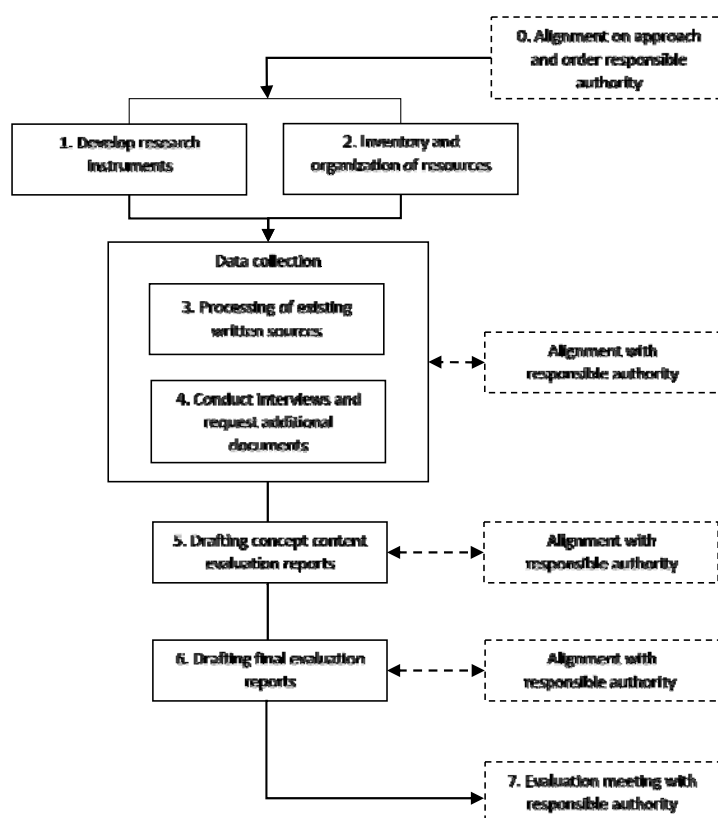 0. Alignment on approach
and order responsible
authority
1. Develop research
instruments
2. Inventory and
organization of resources
Data collection
3. Processing of existing
written sources
Alignment with
responsible authority
4. Conduct interviews and
request additional
documents
5. Drafting concept content
evaluation reports
Alignment with
responsible authority
6. Drafting final evaluation
reports
Alignment with
responsible authority
7. Evaluation meeting with
responsible authority